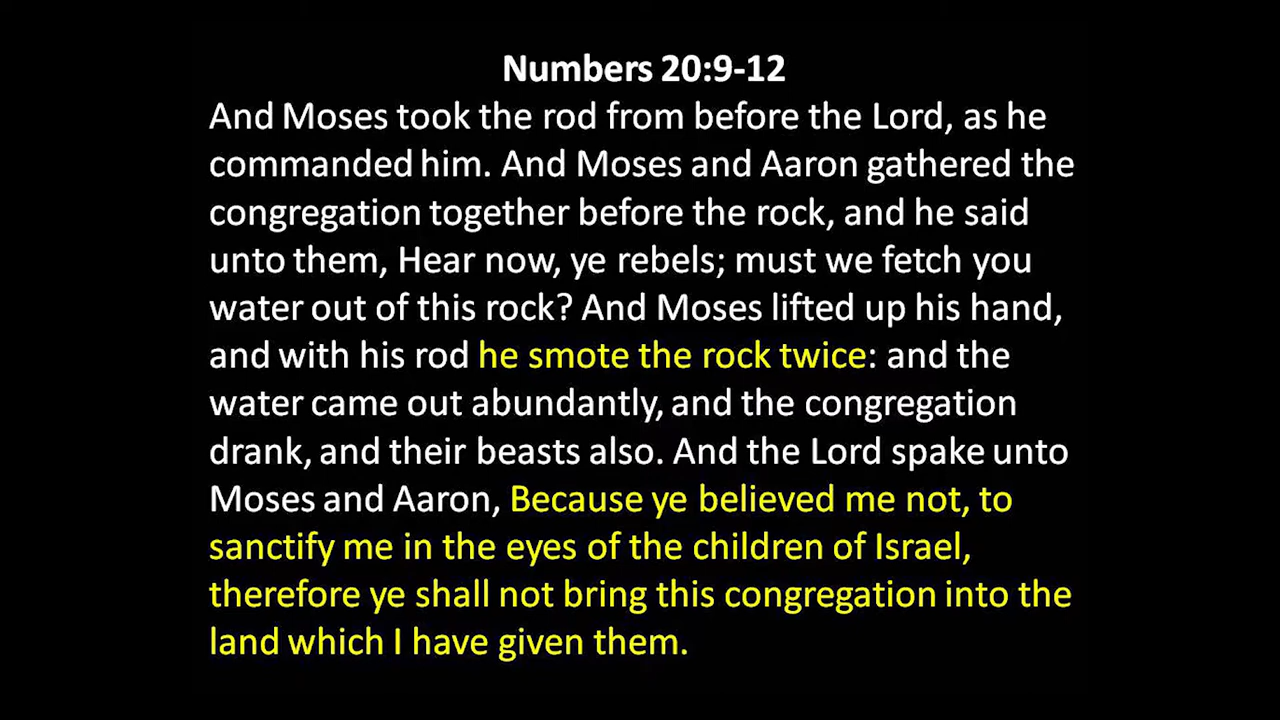 Numbers 20:9-12
And Moses took the rod from before the Lord, as he
commanded him. And Moses and Aaron gathered the
congregation together before the rock, and he said
unto them, Hear now, ye rebels; must we fetch you
water out of this rock? And Moses lifted up his hand,
and with his rod he smote the rock twice: and the
water came out abundantly, and the congregation
drank, and their beasts also. And the Lord spake unto
Moses and Aaron, Because ye believed me not, to
sanctify me in the eyes of the children of Israel,
therefore ye shall not bring this congregation into the
land which I have given them.